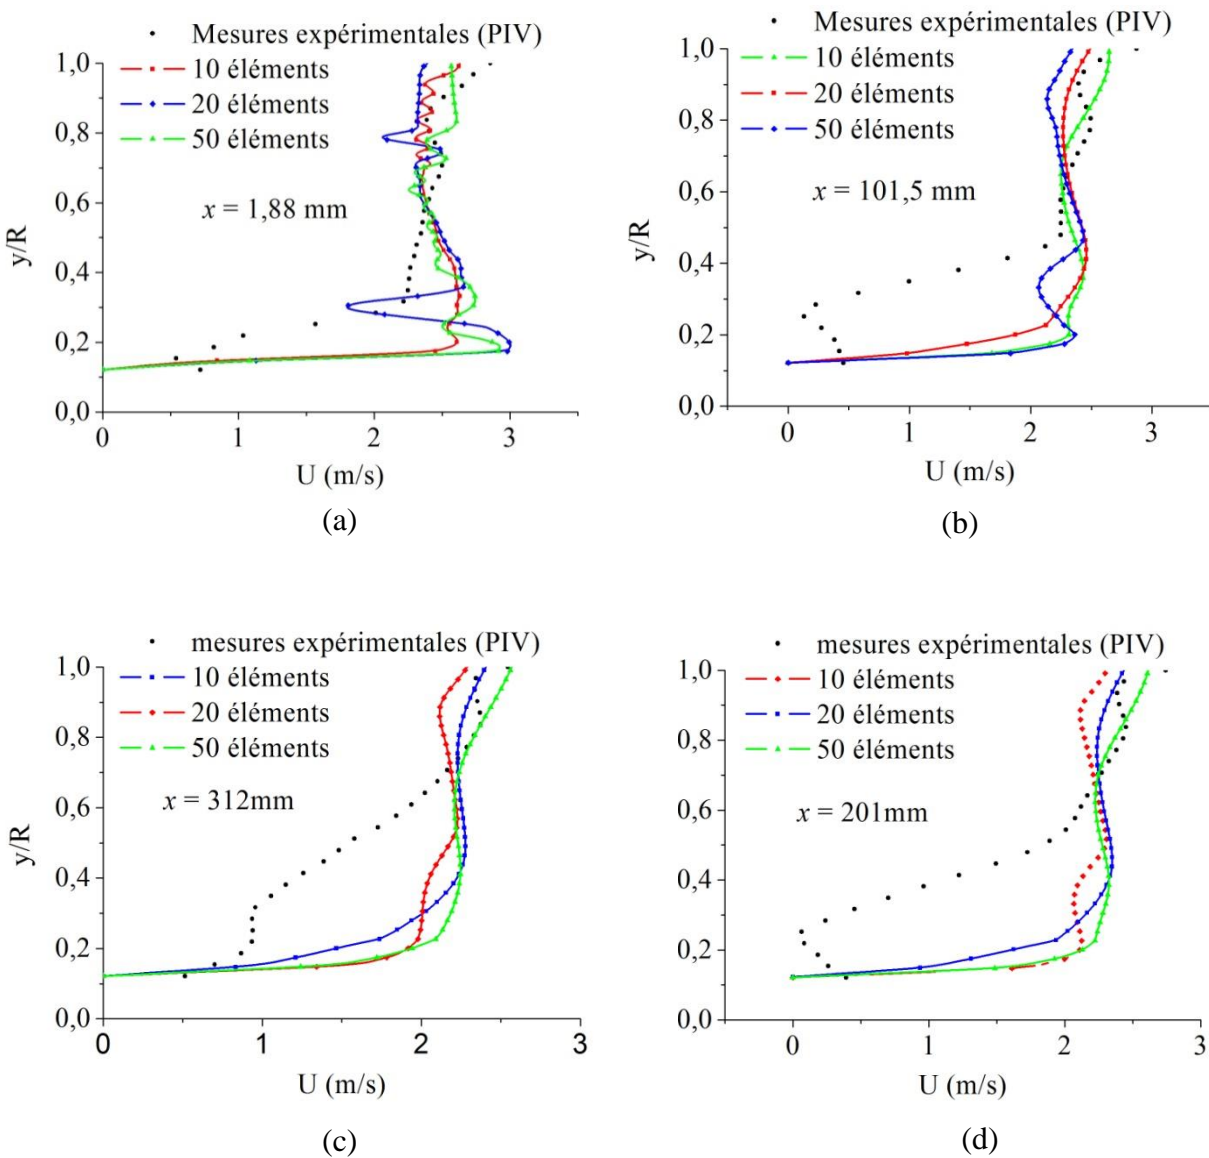 Mesures expérimentales (PIV)
10 éléments
20 éléments
50 éléments
x = 1,88 mm
1,0
0,8
0,6
0,4
0,2
0,0
y/R
0
1
2
3
U (m/s)
(a)
Mesures expérimentales (PIV)
10 éléments
20 éléments
50 éléments
x = 101,5 mm
1,0
0,8
0,6
0,4
0,2
0,0
y/R
0
1
2
3
U (m/s)
(b)
mesures expérimentales (PIV)
10 éléments
20 éléments
50 éléments
x = 312mm
1,0
0,8
0,6
0,4
0,2
0,0
y/R
0
1
2
3
U (m/s)
(c)
mesures expérimentales (PIV)
10 éléments
20 éléments
50 éléments
x = 201mm
1,0
0,8
0,6
0,4
0,2
0,0
y/R
0
1
2
3
U (m/s)
(d)